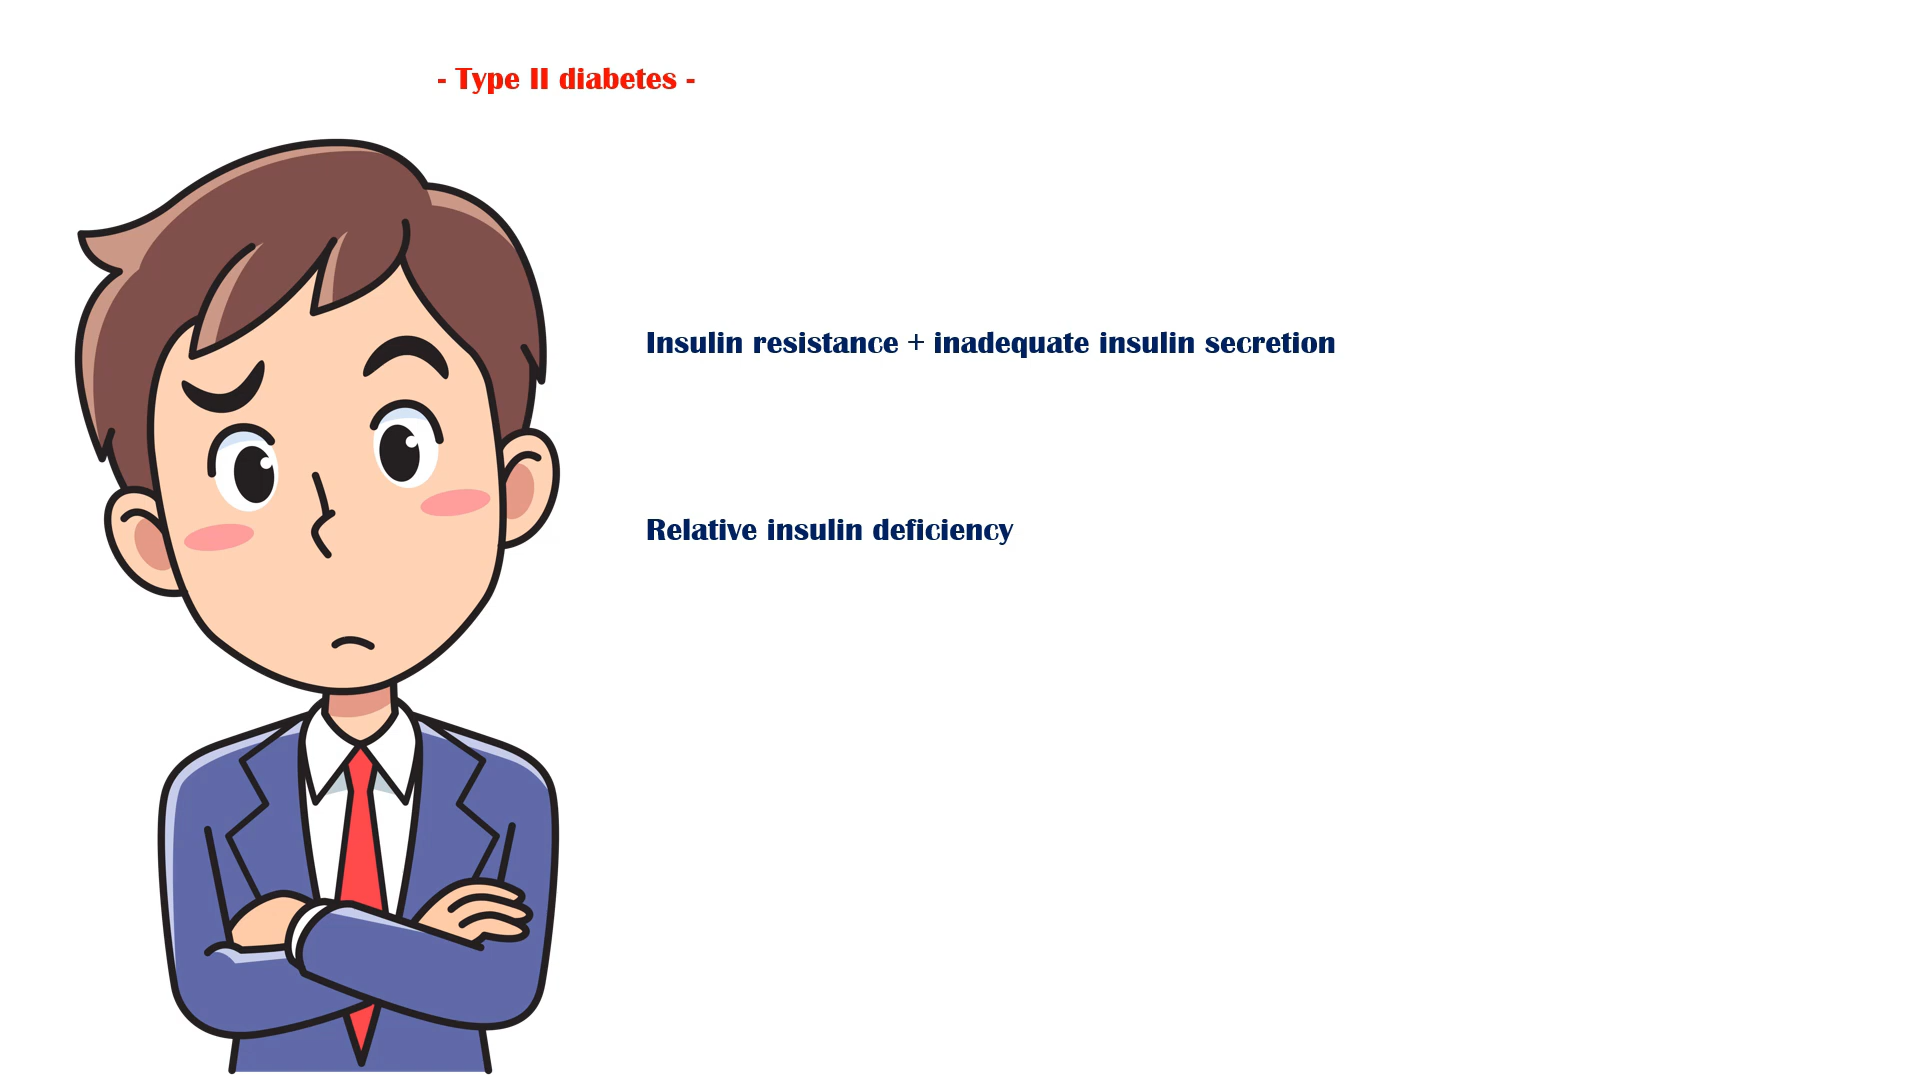 - Type II diabetes -
Insulin resistance + inadequate insulin secretion
Relative insulin deficiency